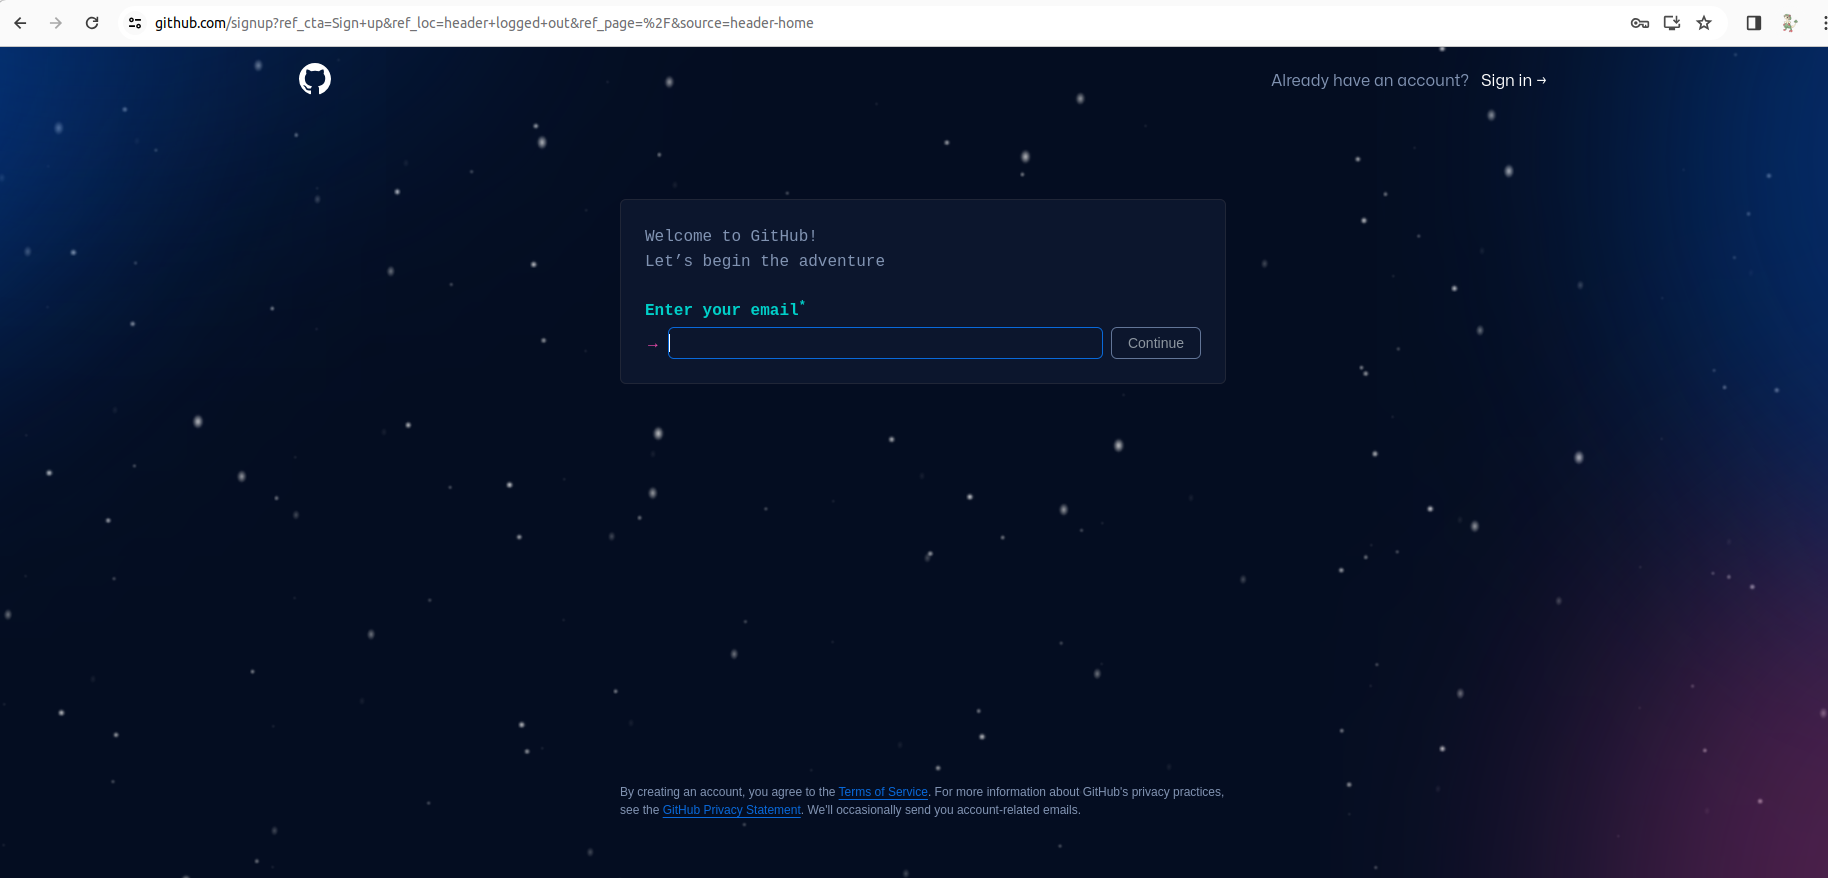 github.com/signup?ref_cta=Sign+up&ref_loc=header+logged+out&ref_page=%2F&source=header-home
Already have an account? Sign in →
Welcome to GitHub!
Let’s begin the adventure
Enter your email*
→ Continue
By creating an account, you agree to the Terms of Service. For more information about GitHub's privacy practices,
see the GitHub Privacy Statement. We'll occasionally send you account-related emails.